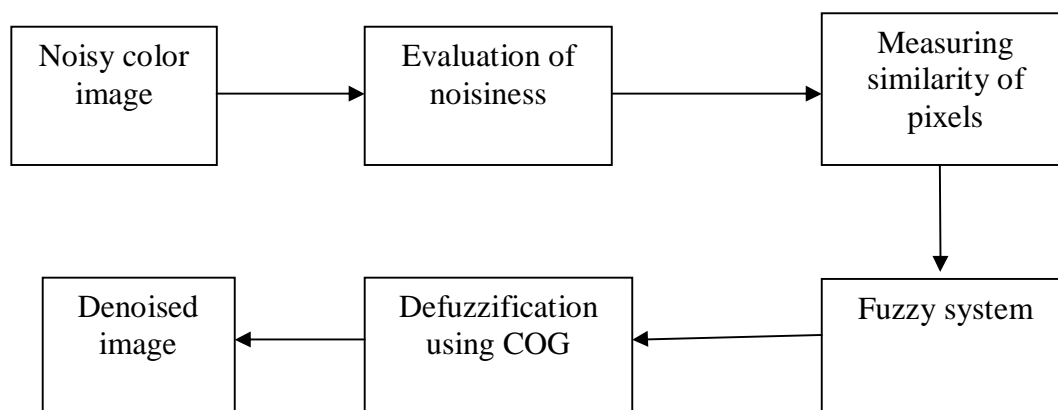 Noisy color
image
Evaluation of
noisiness
Measuring
similarity of
pixels
Fuzzy system
Defuzzification
using COG
Denoised
image